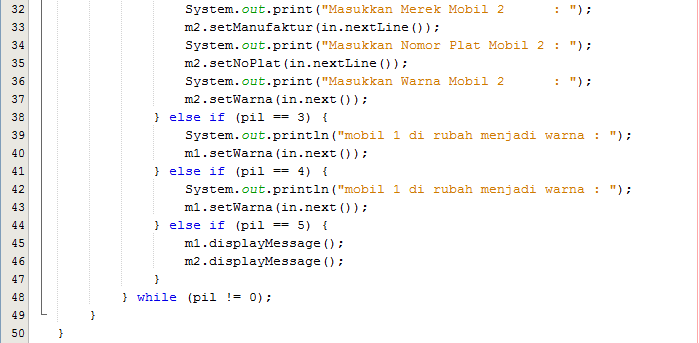 32 System.out.print("Masukkan Merek Mobil 2      : ");
33 m2.setManufaktur(in.nextLine());
34 System.out.print("Masukkan Nomor Plat Mobil 2 : ");
35 m2.setNoPlat(in.nextLine());
36 System.out.print("Masukkan Warna Mobil 2      : ");
37 m2.setWarna(in.next());
38 } else if (pil == 3) {
39 System.out.println("mobil 1 di rubah menjadi warna : ");
40 m1.setWarna(in.next());
41 } else if (pil == 4) {
42 System.out.println("mobil 1 di rubah menjadi warna : ");
43 m1.setWarna(in.next());
44 } else if (pil == 5) {
45 m1.displayMessage();
46 m2.displayMessage();
47 }
48 } while (pil != 0);
49 }
50 }